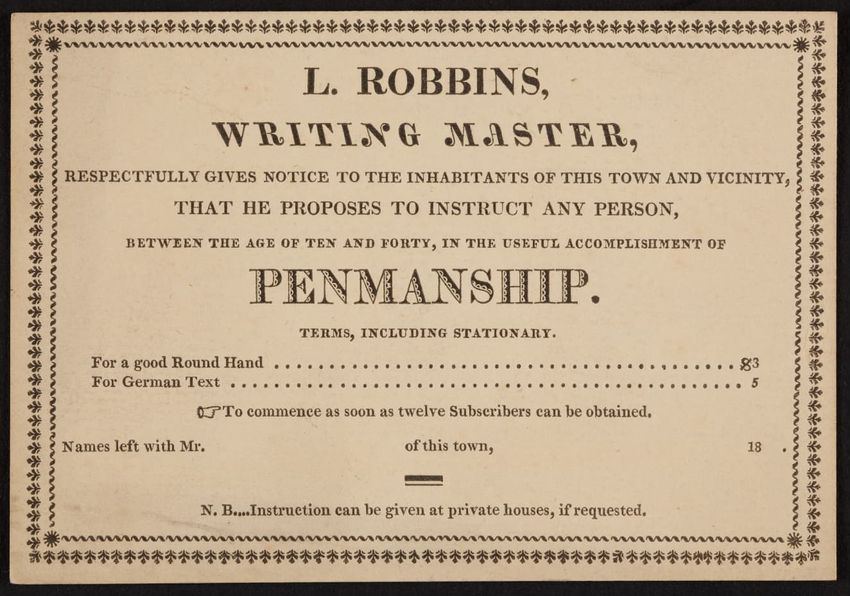 L. ROBBINS,
WRITING MASTER,
RESPECTFULLY GIVES NOTICE TO THE INHABITANTS OF THIS TOWN AND VICINITY,
THAT HE PROPOSES TO INSTRUCT ANY PERSON,
BETWEEN THE AGE OF TEN AND FORTY, IN THE USEFUL ACCOMPLISHMENT OF
PENMANSHIP.
TERMS, INCLUDING STATIONARY.
For a good Round Hand . . . . . . . . . . . . . . . . . . . . . . . . . . . . . . . . . . . . . . . . . . $3
For German Text . . . . . . . . . . . . . . . . . . . . . . . . . . . . . . . . . . . . . . . . . . . . . . 5
☞To commence as soon as twelve Subscribers can be obtained.
Names left with Mr. of this town, 18 .
N. B....Instruction can be given at private houses, if requested.